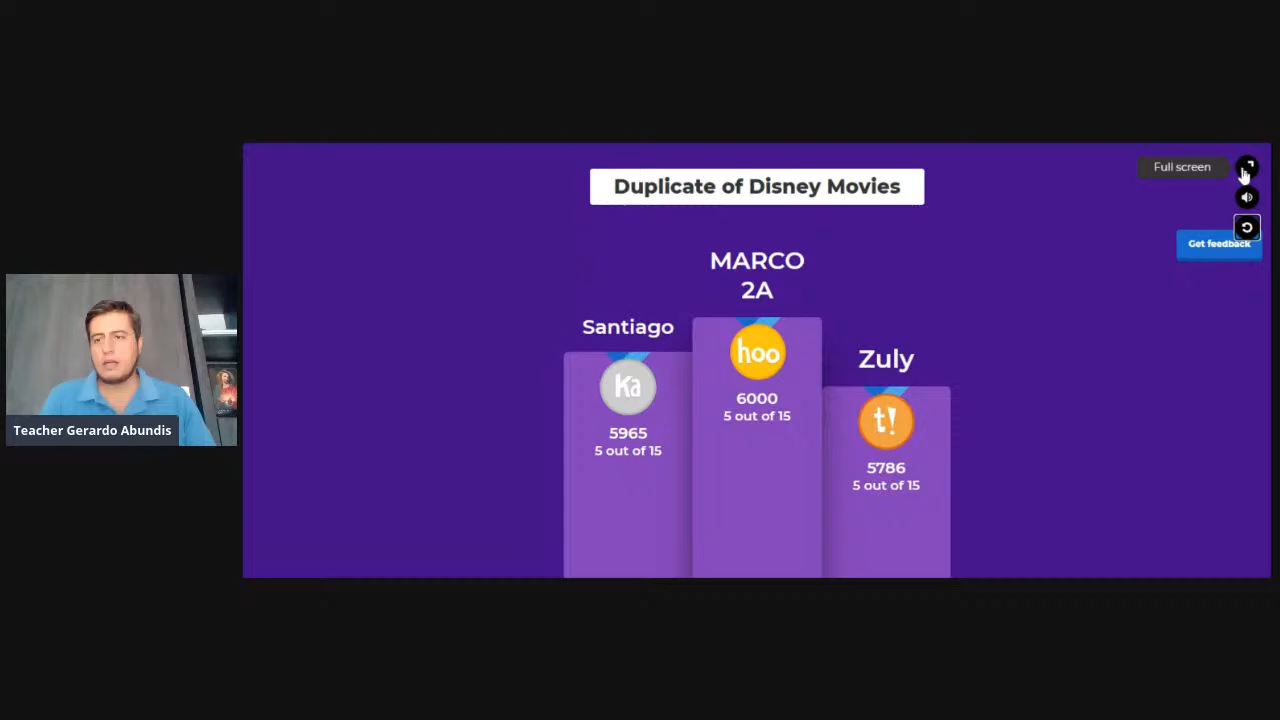 Duplicate of Disney Movies
Full screen
Get feedback
MARCO
2A
Santiago
Zuly
hoo
6000
5 out of 15
Ka
5965
5 out of 15
t!
5786
5 out of 15
Teacher Gerardo Abundis